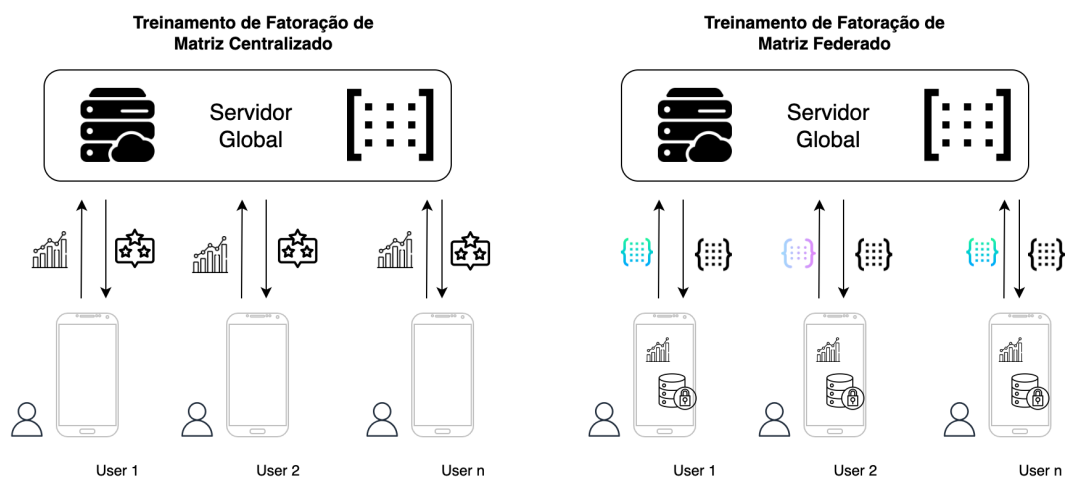 Treinamento de Fatoração de
Matriz Centralizado
Servidor
Global
User 1
User 2
User n
Treinamento de Fatoração de
Matriz Federado
Servidor
Global
User 1
User 2
User n